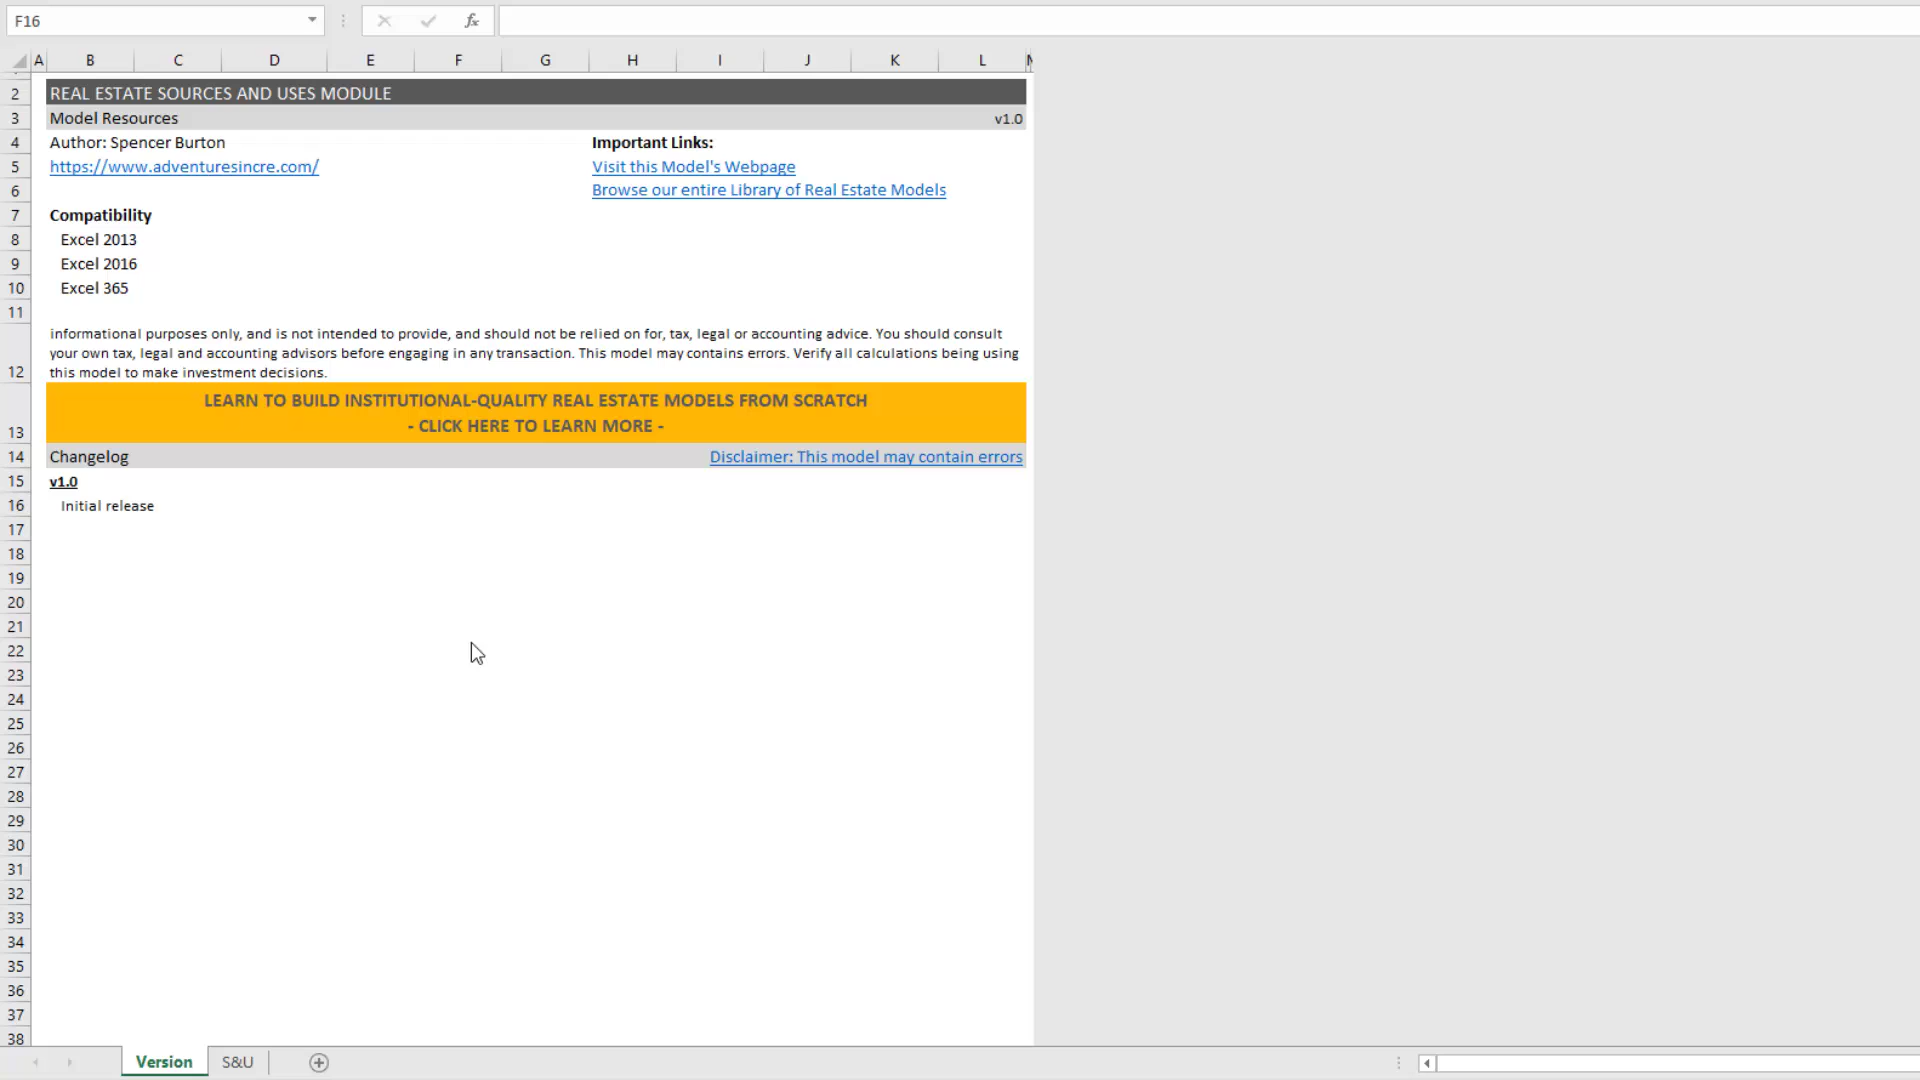 F16
fx
A B C D E F G H I J K L M
2 REAL ESTATE SOURCES AND USES MODULE
3 Model Resources v1.0
4 Author: Spencer Burton Important Links:
5 https://www.adventuresincre.com/ Visit this Model's Webpage
6 Browse our entire Library of Real Estate Models
7 Compatibility
8 Excel 2013
9 Excel 2016
10 Excel 365
11
informational purposes only, and is not intended to provide, and should not be relied on for, tax, legal or accounting advice. You should consult
your own tax, legal and accounting advisors before engaging in any transaction. This model may contains errors. Verify all calculations being using
12 this model to make investment decisions.
LEARN TO BUILD INSTITUTIONAL-QUALITY REAL ESTATE MODELS FROM SCRATCH
13 - CLICK HERE TO LEARN MORE -
14 Changelog Disclaimer: This model may contain errors
15 v1.0
16 Initial release
17
18
19
20
21
22
23
24
25
26
27
28
29
30
31
32
33
34
35
36
37
38
Version S&U